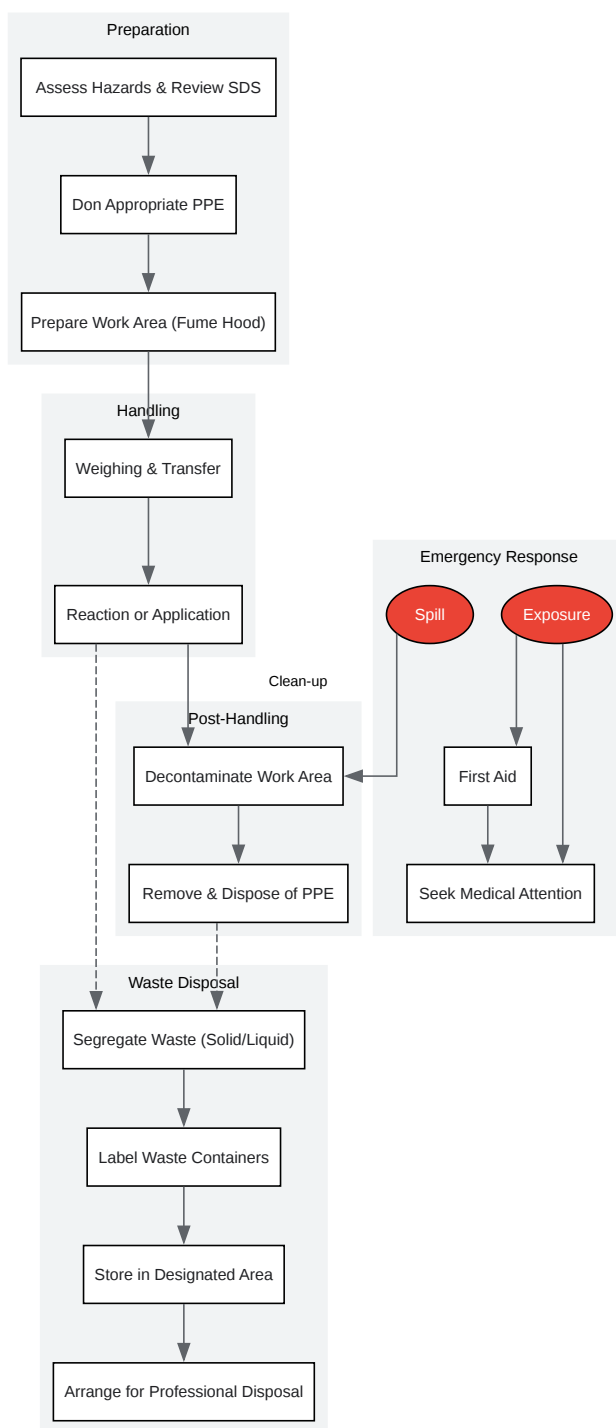 Preparation
Assess Hazards & Review SDS
Don Appropriate PPE
Prepare Work Area (Fume Hood)
Handling
Weighing & Transfer
Reaction or Application
Emergency Response
Spill
Exposure
Clean-up
Post-Handling
Decontaminate Work Area
First Aid
Remove & Dispose of PPE
Seek Medical Attention
Waste Disposal
Segregate Waste (Solid/Liquid)
Label Waste Containers
Store in Designated Area
Arrange for Professional Disposal